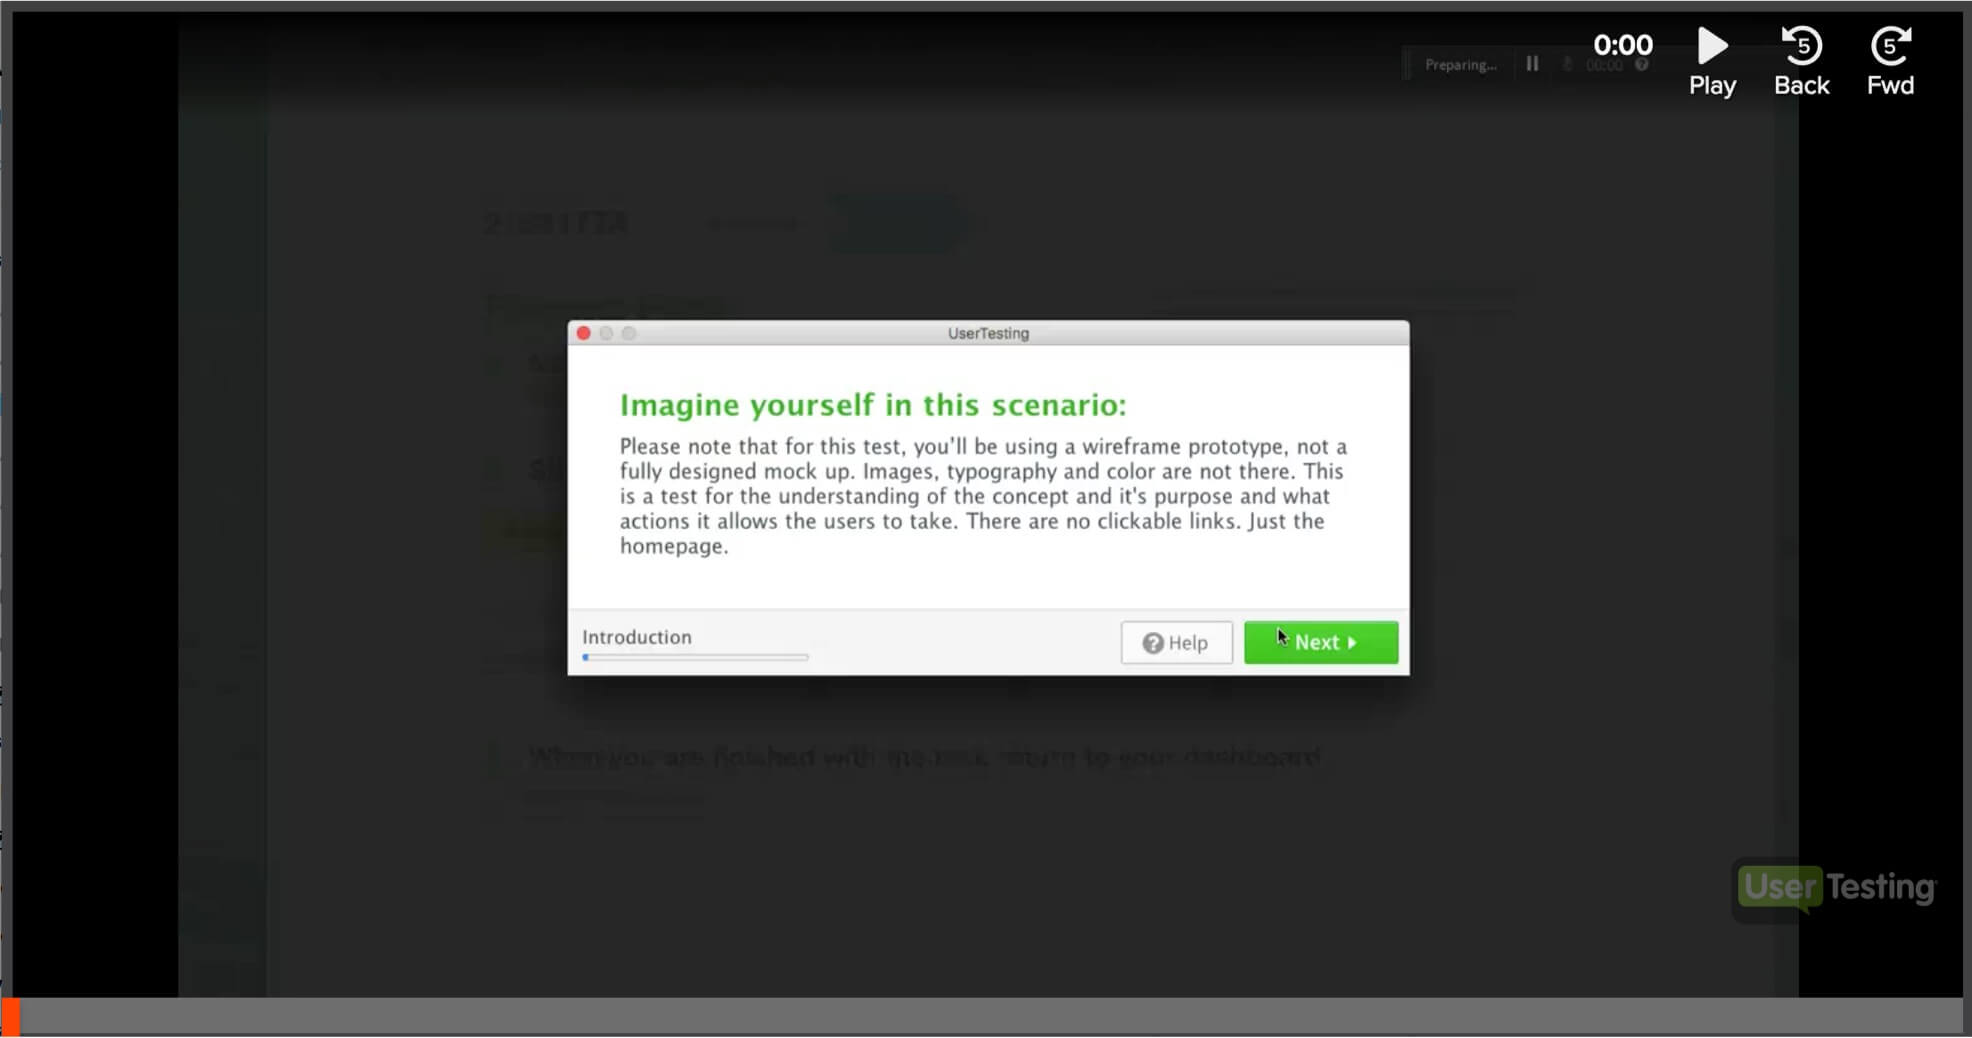 0:00
Preparing...
00:00
Play
5
Back
5
Fwd
UserTesting
Imagine yourself in this scenario:
Please note that for this test, you'll be using a wireframe prototype, not a
fully designed mock up. Images, typography and color are not there. This
is a test for the understanding of the concept and it's purpose and what
actions it allows the users to take. There are no clickable links. Just the
homepage.
Introduction
Help
Next
When you are finished with the task return to your dashboard
UserTesting